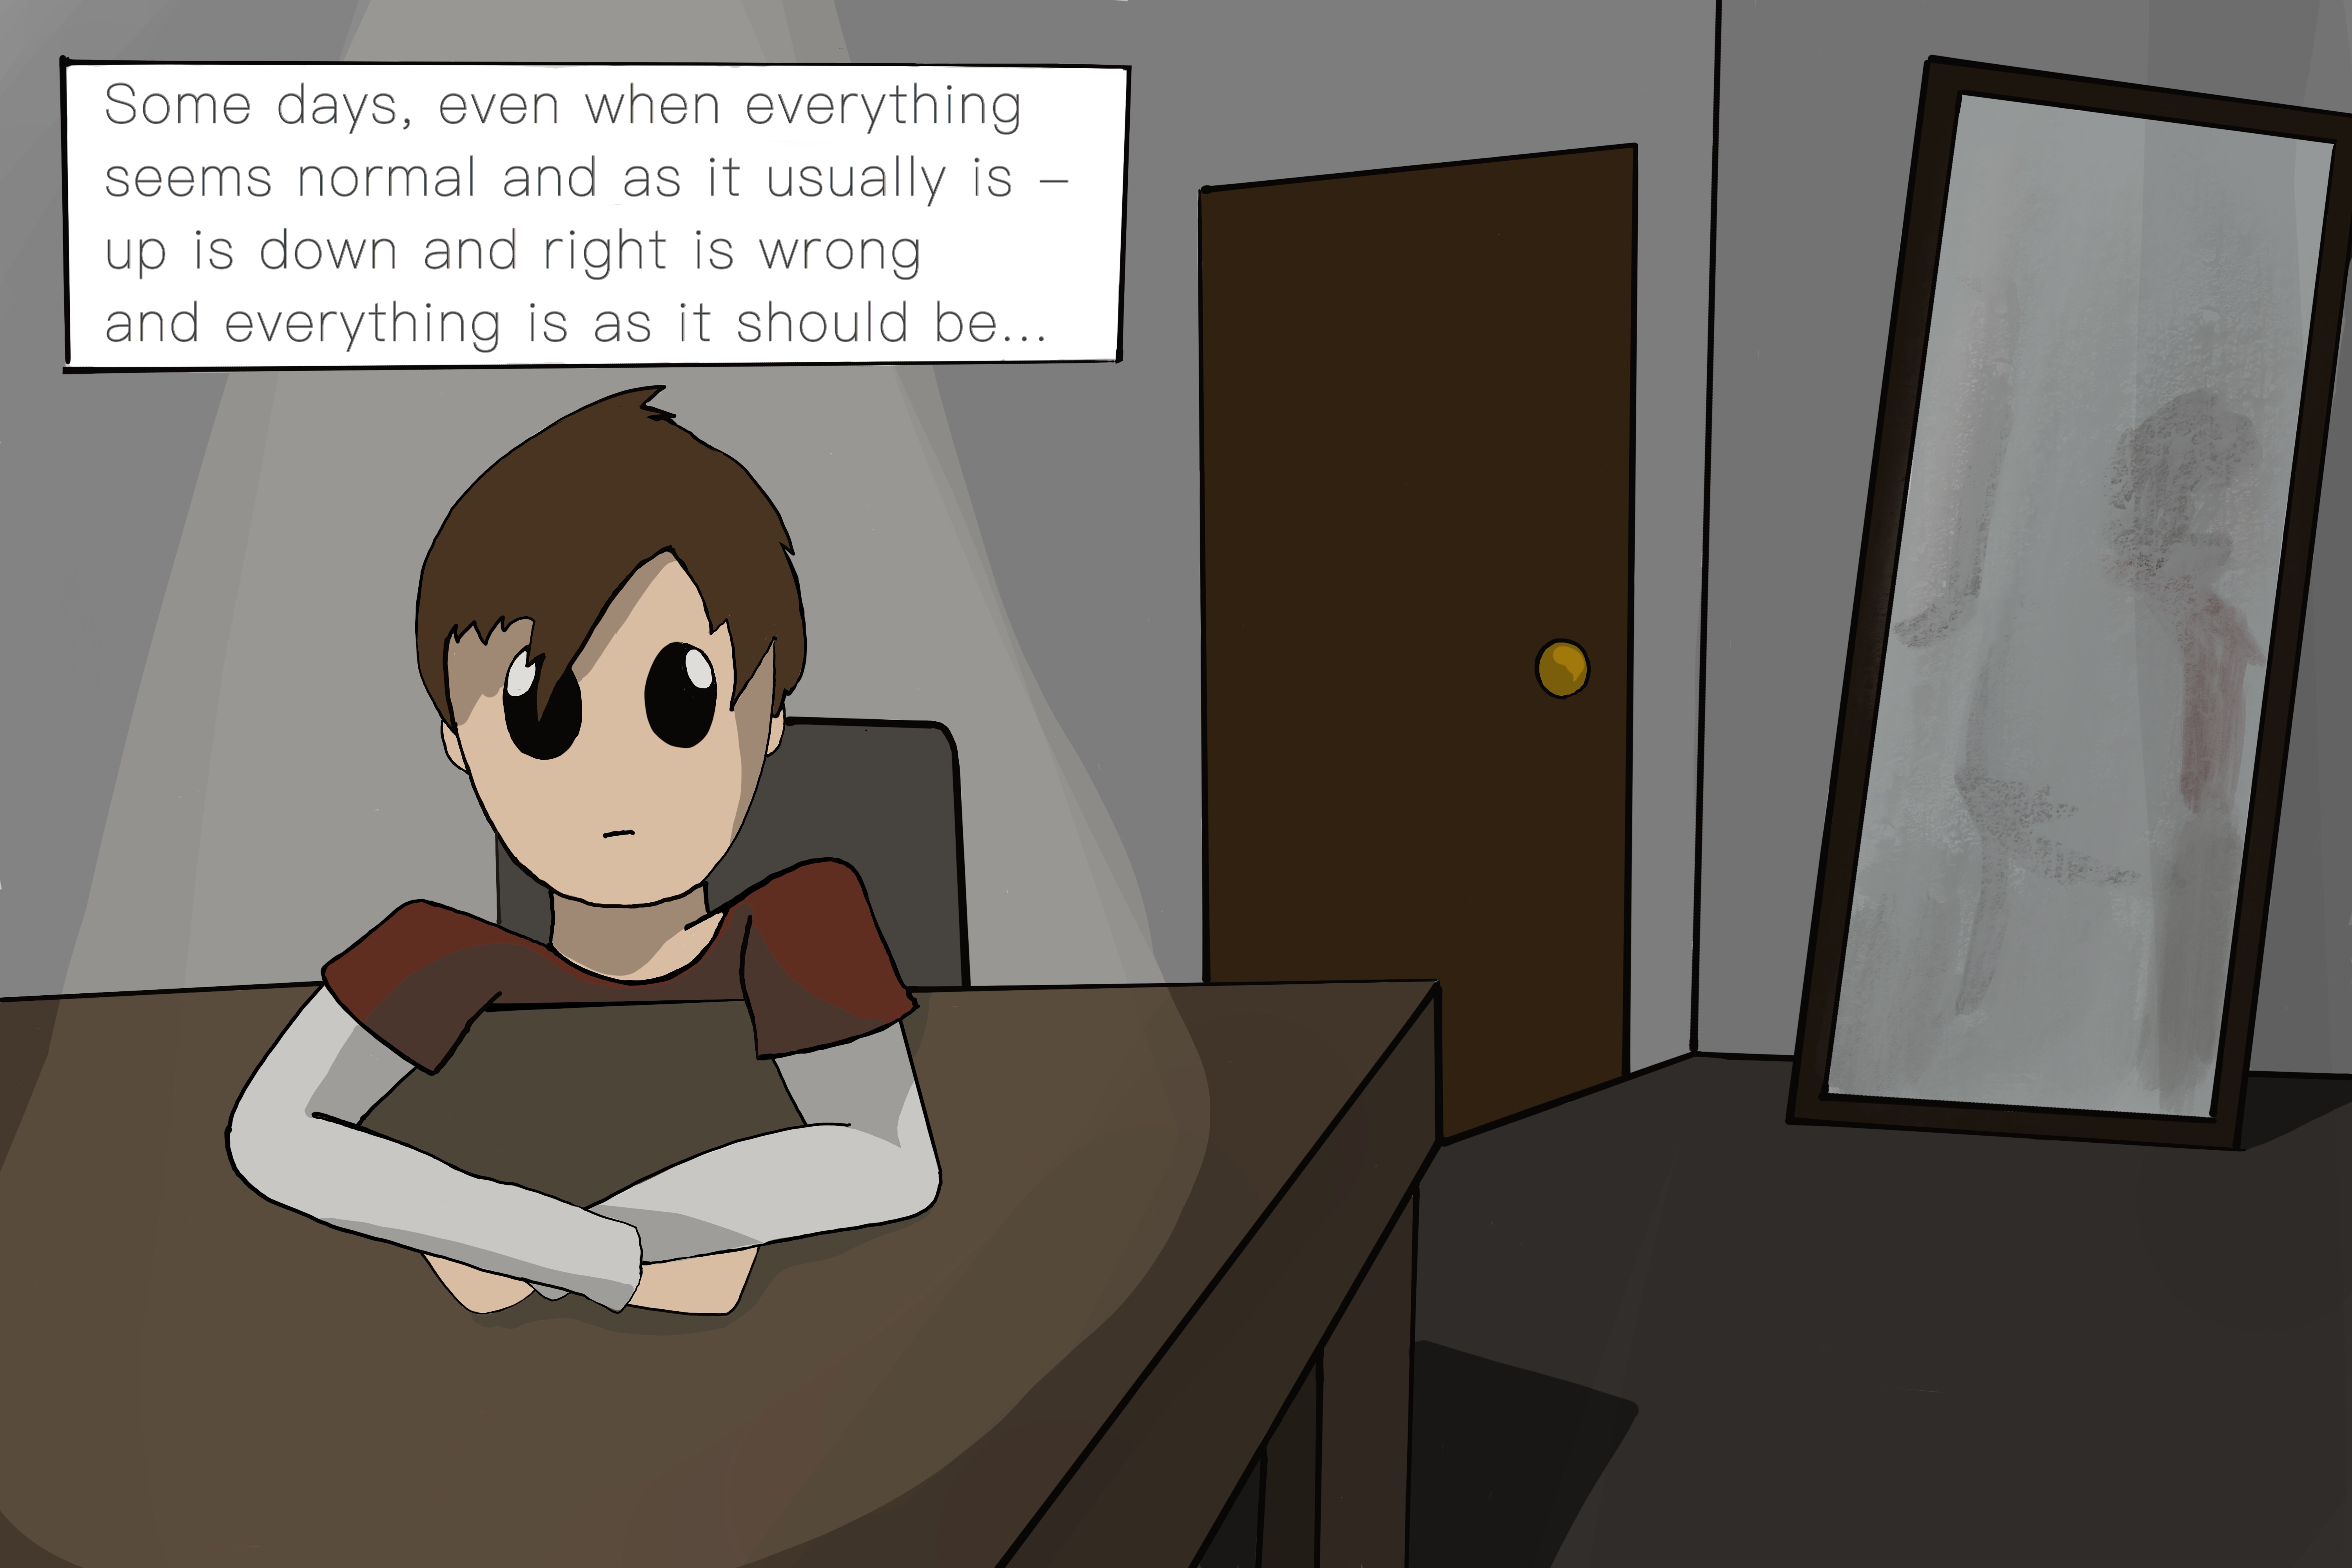 Some days, even when everything
seems normal and as it usually is –
up is down and right is wrong
and everything is as it should be...